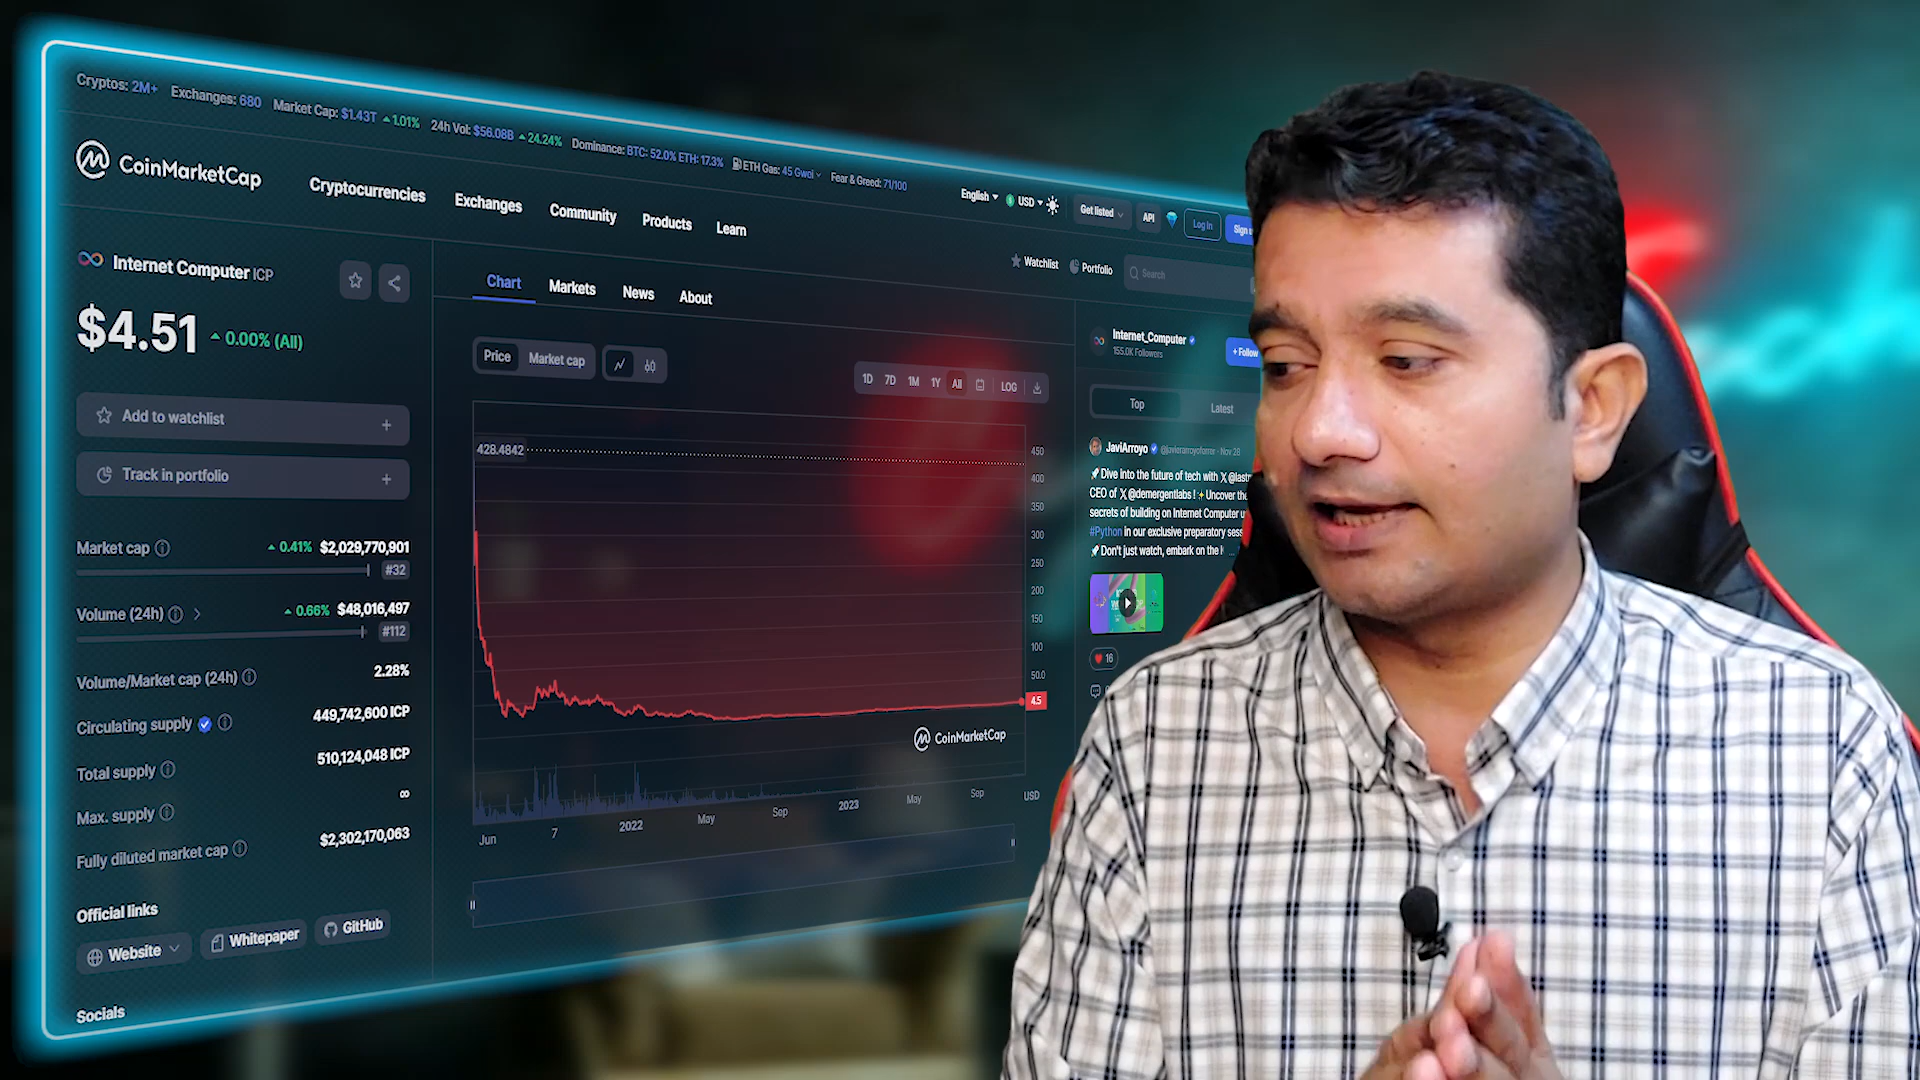 Cryptos: 2M+ Exchanges: 680 Market Cap: $1.43T 1.01% 24h Vol: $56.08B 24.24% Dominance: BTC: 52.0% ETH: 17.3% ETH Gas: 45 Gwei Fear & Greed: 71/100
English USD Get listed API Log In
CoinMarketCap Cryptocurrencies Exchanges Community Products Learn
Watchlist Portfolio Search
Internet Computer ICP
$4.51 0.00% (All)
Add to watchlist +
Track in portfolio +
Market cap 0.41% $2,029,770,901
#32
Volume (24h) 0.66% $48,016,497
#112
Volume/Market cap (24h) 2.28%
Circulating supply 449,742,600 ICP
Total supply 510,124,048 ICP
Max. supply ∞
Fully diluted market cap $2,302,170,063
Official links
Website Whitepaper GitHub
Socials
Chart Markets News About
Price Market cap
1D 7D 1M 1Y All LOG
428.4842
450
400
350
300
250
200
150
100
50.0
4.5
CoinMarketCap
Jun 7 2022 May Sep 2023 May Sep USD
Internet_Computer
155.0K Followers
+ Follow
Top Latest
JaviArroyo @javierarroyoferrer · Nov 28
Dive into the future of tech with
CEO of X@demergentlabs! Uncover the
secrets of building on Internet Computer
#Python in our exclusive preparatory
Don't just watch, embark on the
16